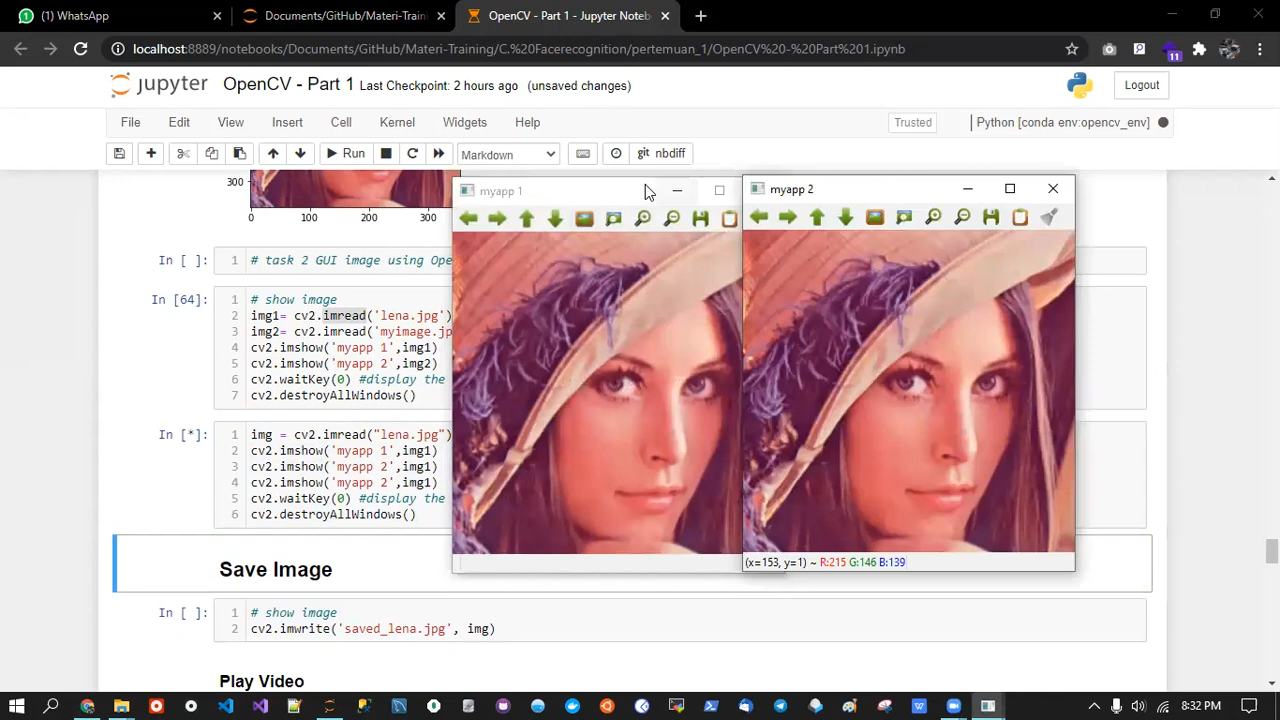 (3) WhatsApp
Documents/GitHub/Materi-Train
OpenCV - Part 1 - Jupyter Noteb
localhost:8889/notebooks/Documents/GitHub/Materi-Training/C.%20Facerecognition/pertemuan_1/OpenCV%20-%20Part%201.ipynb
11
jupyter OpenCV - Part 1 Last Checkpoint: 2 hours ago (unsaved changes)
Logout
File Edit View Insert Cell Kernel Widgets Help
Trusted
Python [conda env:opencv_env]
Run
Markdown
nbdiff
300
0 100 200 300
myapp 1
myapp 2
In [ ]: 1 # task 2 GUI image using Ope
In [64]: 1 # show image
2 img1= cv2.imread('lena.jpg')
3 img2= cv2.imread('myimage.jp
4 cv2.imshow('myapp 1',img1)
5 cv2.imshow('myapp 2',img2)
6 cv2.waitKey(0) #display the
7 cv2.destroyAllWindows()
In [*]: 1 img = cv2.imread("lena.jpg")
2 cv2.imshow('myapp 1',img1)
3 cv2.imshow('myapp 2',img1)
4 cv2.imshow('myapp 2',img1)
5 cv2.waitKey(0) #display the
6 cv2.destroyAllWindows()
(x=153, y=1) ~ R:215 G:146 B:139
Save Image
In [ ]: 1 # show image
2 cv2.imwrite('saved_lena.jpg', img)
Play Video
8:32 PM